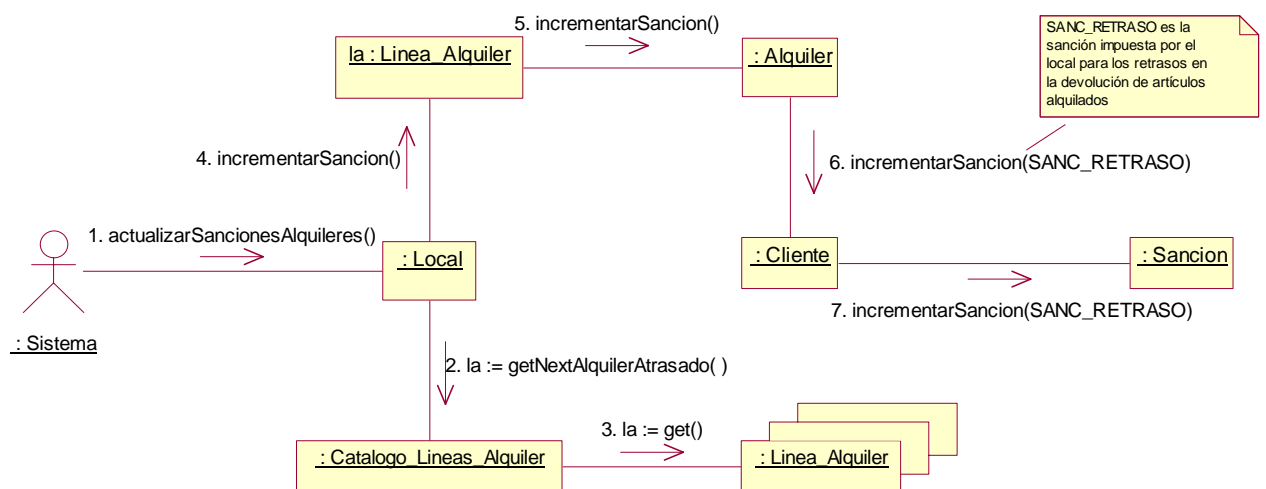 5. incrementarSancion()
SANC_RETRASO es la
sanción impuesta por el
local para los retrasos en
la devolución de artículos
alquilados
la : Linea_Alquiler
: Alquiler
4. incrementarSancion()
6. incrementarSancion(SANC_RETRASO)
1. actualizarSancionesAlquileres()
: Local
: Cliente
: Sancion
7. incrementarSancion(SANC_RETRASO)
: Sistema
2. la := getNextAlquilerAtrasado( )
3. la := get()
: Catalogo_Lineas_Alquiler
: Linea_Alquiler